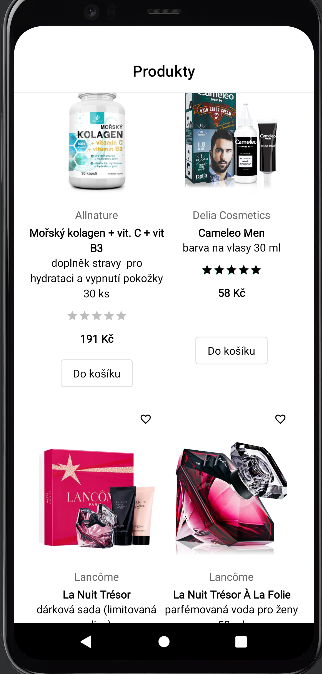 Produkty
MOŘSKÝ
KOLAGEN
+ VITAMIN C
+ VITAMIN B3
Cameleo
Cameleo
Allnature
Mořský kolagen + vit. C + vit
B3
doplněk stravy  pro
hydrataci a vypnutí pokožky
30 ks
191 Kč
Do košíku
Delia Cosmetics
Cameleo Men
barva na vlasy 30 ml
58 Kč
Do košíku
LANCÔME
Lancôme
La Nuit Trésor
dárková sada (limitovaná
Lancôme
La Nuit Trésor À La Folie
parfémovaná voda pro ženy